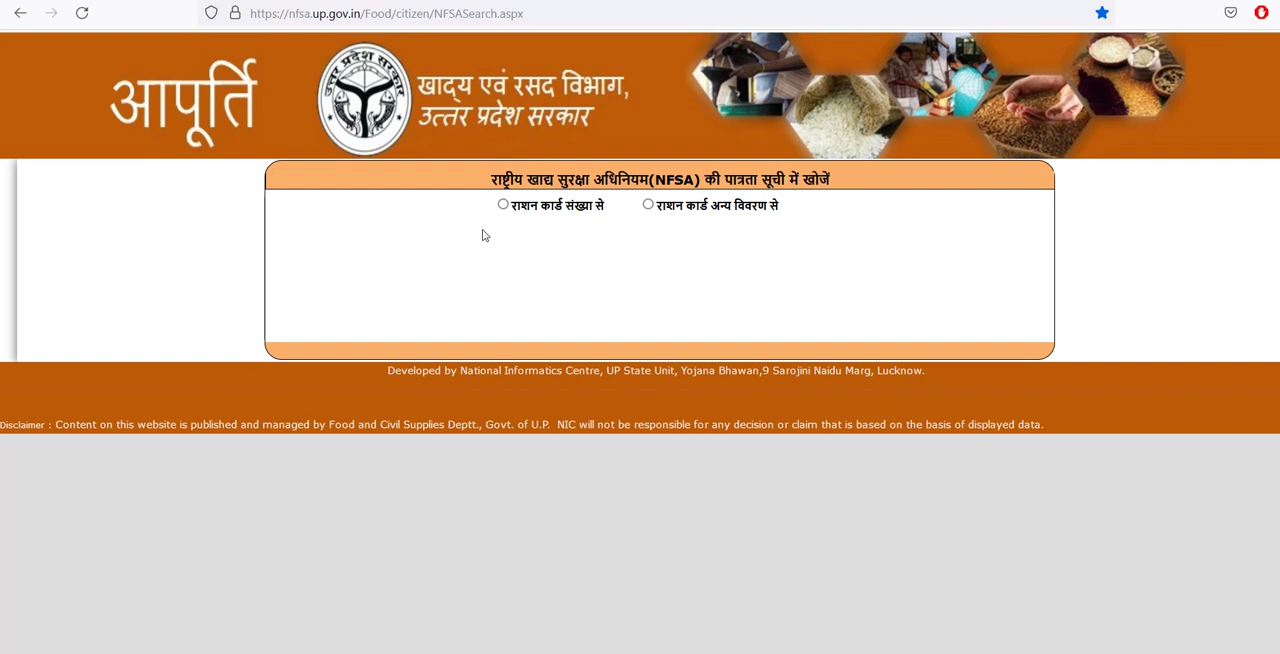 https://nfsa.up.gov.in/Food/citizen/NFSASearch.aspx
आपूर्ति
उत्तर प्रदेश सरकार
खाद्य एवं रसद विभाग,
उत्तर प्रदेश सरकार
राष्ट्रीय खाद्य सुरक्षा अधिनियम(NFSA) की पात्रता सूची में खोजें
राशन कार्ड संख्या से राशन कार्ड अन्य विवरण से
Developed by National Informatics Centre, UP State Unit, Yojana Bhawan,9 Sarojini Naidu Marg, Lucknow.
Disclaimer : Content on this website is published and managed by Food and Civil Supplies Deptt., Govt. of U.P. NIC will not be responsible for any decision or claim that is based on the basis of displayed data.